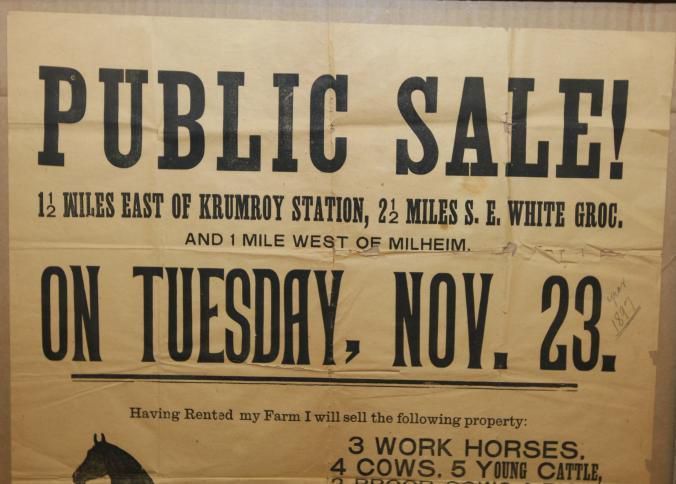 PUBLIC SALE!
1½ MILES EAST OF KRUMROY STATION, 2½ MILES S. E. WHITE GROC.
AND 1 MILE WEST OF MILHEIM.
ON TUESDAY, NOV. 23.
year
1897
Having Rented my Farm I will sell the following property:
3 WORK HORSES,
4 COWS, 5 YOUNG CATTLE,